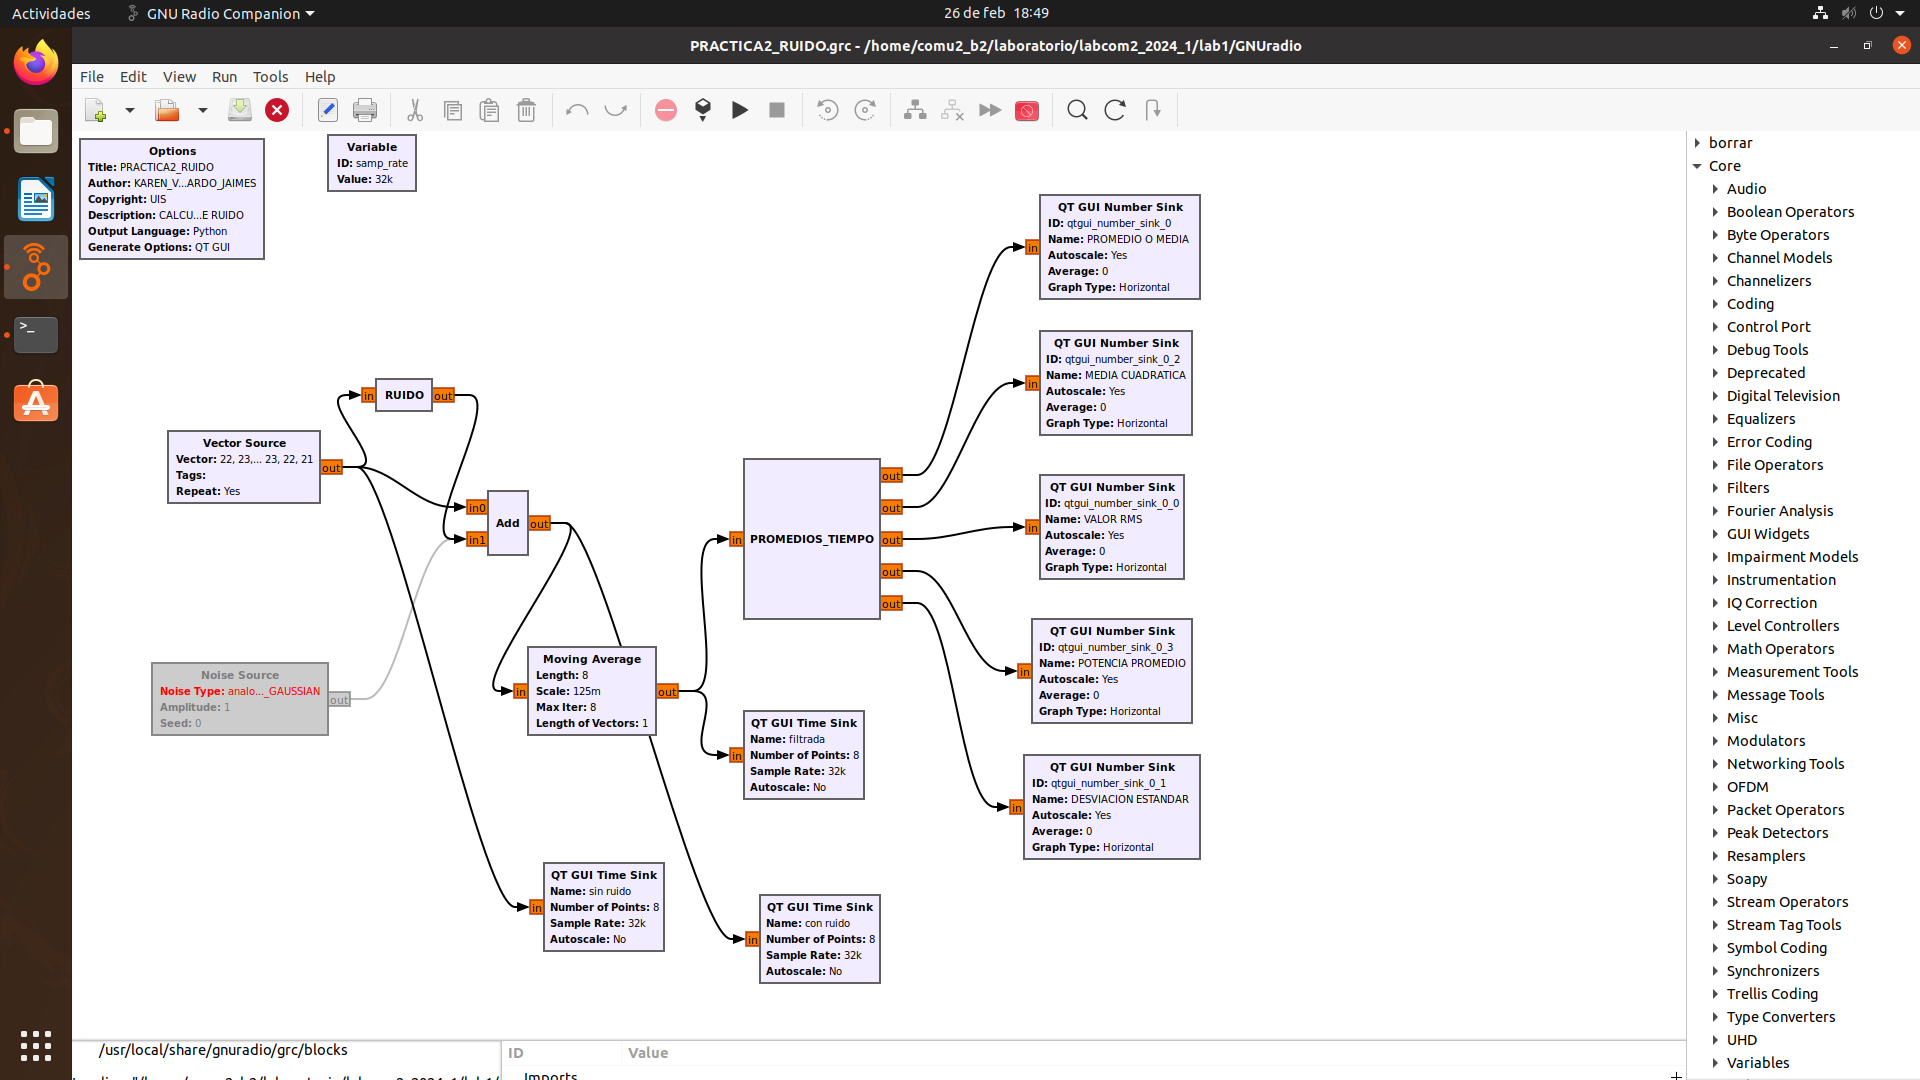 Actividades
GNU Radio Companion
26 de feb 18:49
PRACTICA2_RUIDO.grc - /home/comu2_b2/laboratorio/labcom2_2024_1/lab1/GNUradio
File Edit View Run Tools Help
Options
Title: PRACTICA2_RUIDO
Author: KAREN_V...ARDO_JAIMES
Copyright: UIS
Description: CALCU...E RUIDO
Output Language: Python
Generate Options: QT GUI
Variable
ID: samp_rate
Value: 32k
QT GUI Number Sink
ID: qtgui_number_sink_0
Name: PROMEDIO O MEDIA
Autoscale: Yes
Average: 0
Graph Type: Horizontal
in
QT GUI Number Sink
ID: qtgui_number_sink_0_2
Name: MEDIA CUADRATICA
Autoscale: Yes
Average: 0
Graph Type: Horizontal
in
in RUIDO out
Vector Source
Vector: 22, 23,... 23, 22, 21
Tags:
Repeat: Yes
out
in0
in1
Add
out
in
PROMEDIOS_TIEMPO
out
out
out
out
out
QT GUI Number Sink
ID: qtgui_number_sink_0_0
Name: VALOR RMS
Autoscale: Yes
Average: 0
Graph Type: Horizontal
in
QT GUI Number Sink
ID: qtgui_number_sink_0_3
Name: POTENCIA PROMEDIO
Autoscale: Yes
Average: 0
Graph Type: Horizontal
in
Noise Source
Noise Type: analo..._GAUSSIAN
Amplitude: 1
Seed: 0
out
Moving Average
Length: 8
Scale: 125m
Max Iter: 8
Length of Vectors: 1
in
out
QT GUI Time Sink
Name: filtrada
Number of Points: 8
Sample Rate: 32k
Autoscale: No
in
QT GUI Number Sink
ID: qtgui_number_sink_0_1
Name: DESVIACION ESTANDAR
Autoscale: Yes
Average: 0
Graph Type: Horizontal
in
QT GUI Time Sink
Name: sin ruido
Number of Points: 8
Sample Rate: 32k
Autoscale: No
in
QT GUI Time Sink
Name: con ruido
Number of Points: 8
Sample Rate: 32k
Autoscale: No
in
borrar
Core
Audio
Boolean Operators
Byte Operators
Channel Models
Channelizers
Coding
Control Port
Debug Tools
Deprecated
Digital Television
Equalizers
Error Coding
File Operators
Filters
Fourier Analysis
GUI Widgets
Impairment Models
Instrumentation
IQ Correction
Level Controllers
Math Operators
Measurement Tools
Message Tools
Misc
Modulators
Networking Tools
OFDM
Packet Operators
Peak Detectors
Resamplers
Soapy
Stream Operators
Stream Tag Tools
Symbol Coding
Synchronizers
Trellis Coding
Type Converters
UHD
Variables
/usr/local/share/gnuradio/grc/blocks
ID Value
Imports